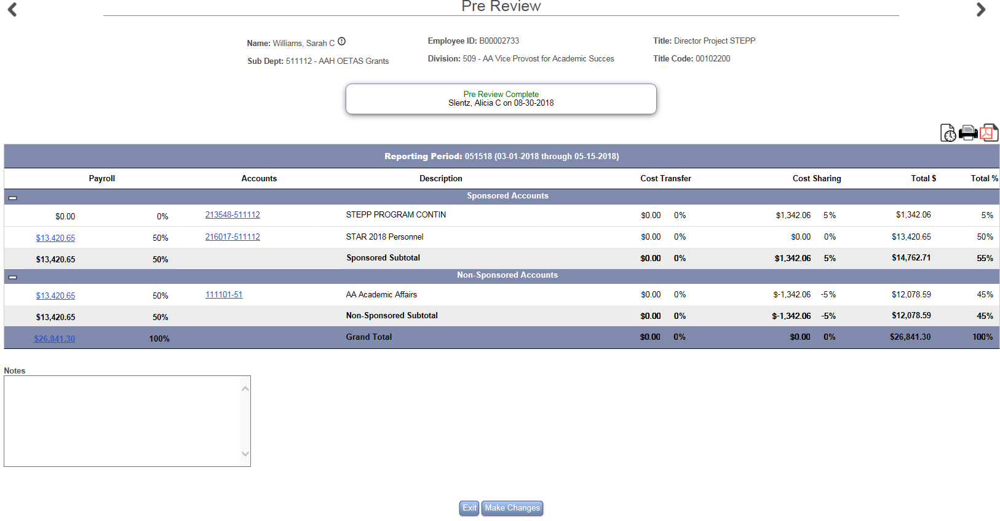 Pre Review
Name: Williams, Sarah C
Employee ID: B00002733
Title: Director Project STEPP
Sub Dept: 511112 - AAH OETAS Grants
Division: 509 - AA Vice Provost for Academic Succes
Title Code: 00102200
Pre Review Complete
Slentz, Alicia C on 08-30-2018
Reporting Period: 051518 (03-01-2018 through 05-15-2018)
Payroll Accounts Description Cost Transfer Cost Sharing Total $ Total %
Sponsored Accounts
$0.00 0% 213548-511112 STEPP PROGRAM CONTIN $0.00 0% $1,342.06 5% $1,342.06 5%
$13,420.65 50% 216017-511112 STAR 2018 Personnel $0.00 0% $0.00 0% $13,420.65 50%
$13,420.65 50% Sponsored Subtotal $0.00 0% $1,342.06 5% $14,762.71 55%
Non-Sponsored Accounts
$13,420.65 50% 111101-51 AA Academic Affairs $0.00 0% $-1,342.06 -5% $12,078.59 45%
$13,420.65 50% Non-Sponsored Subtotal $0.00 0% $-1,342.06 -5% $12,078.59 45%
$26,841.30 100% Grand Total $0.00 0% $0.00 0% $26,841.30 100%
Notes
Exit Make Changes